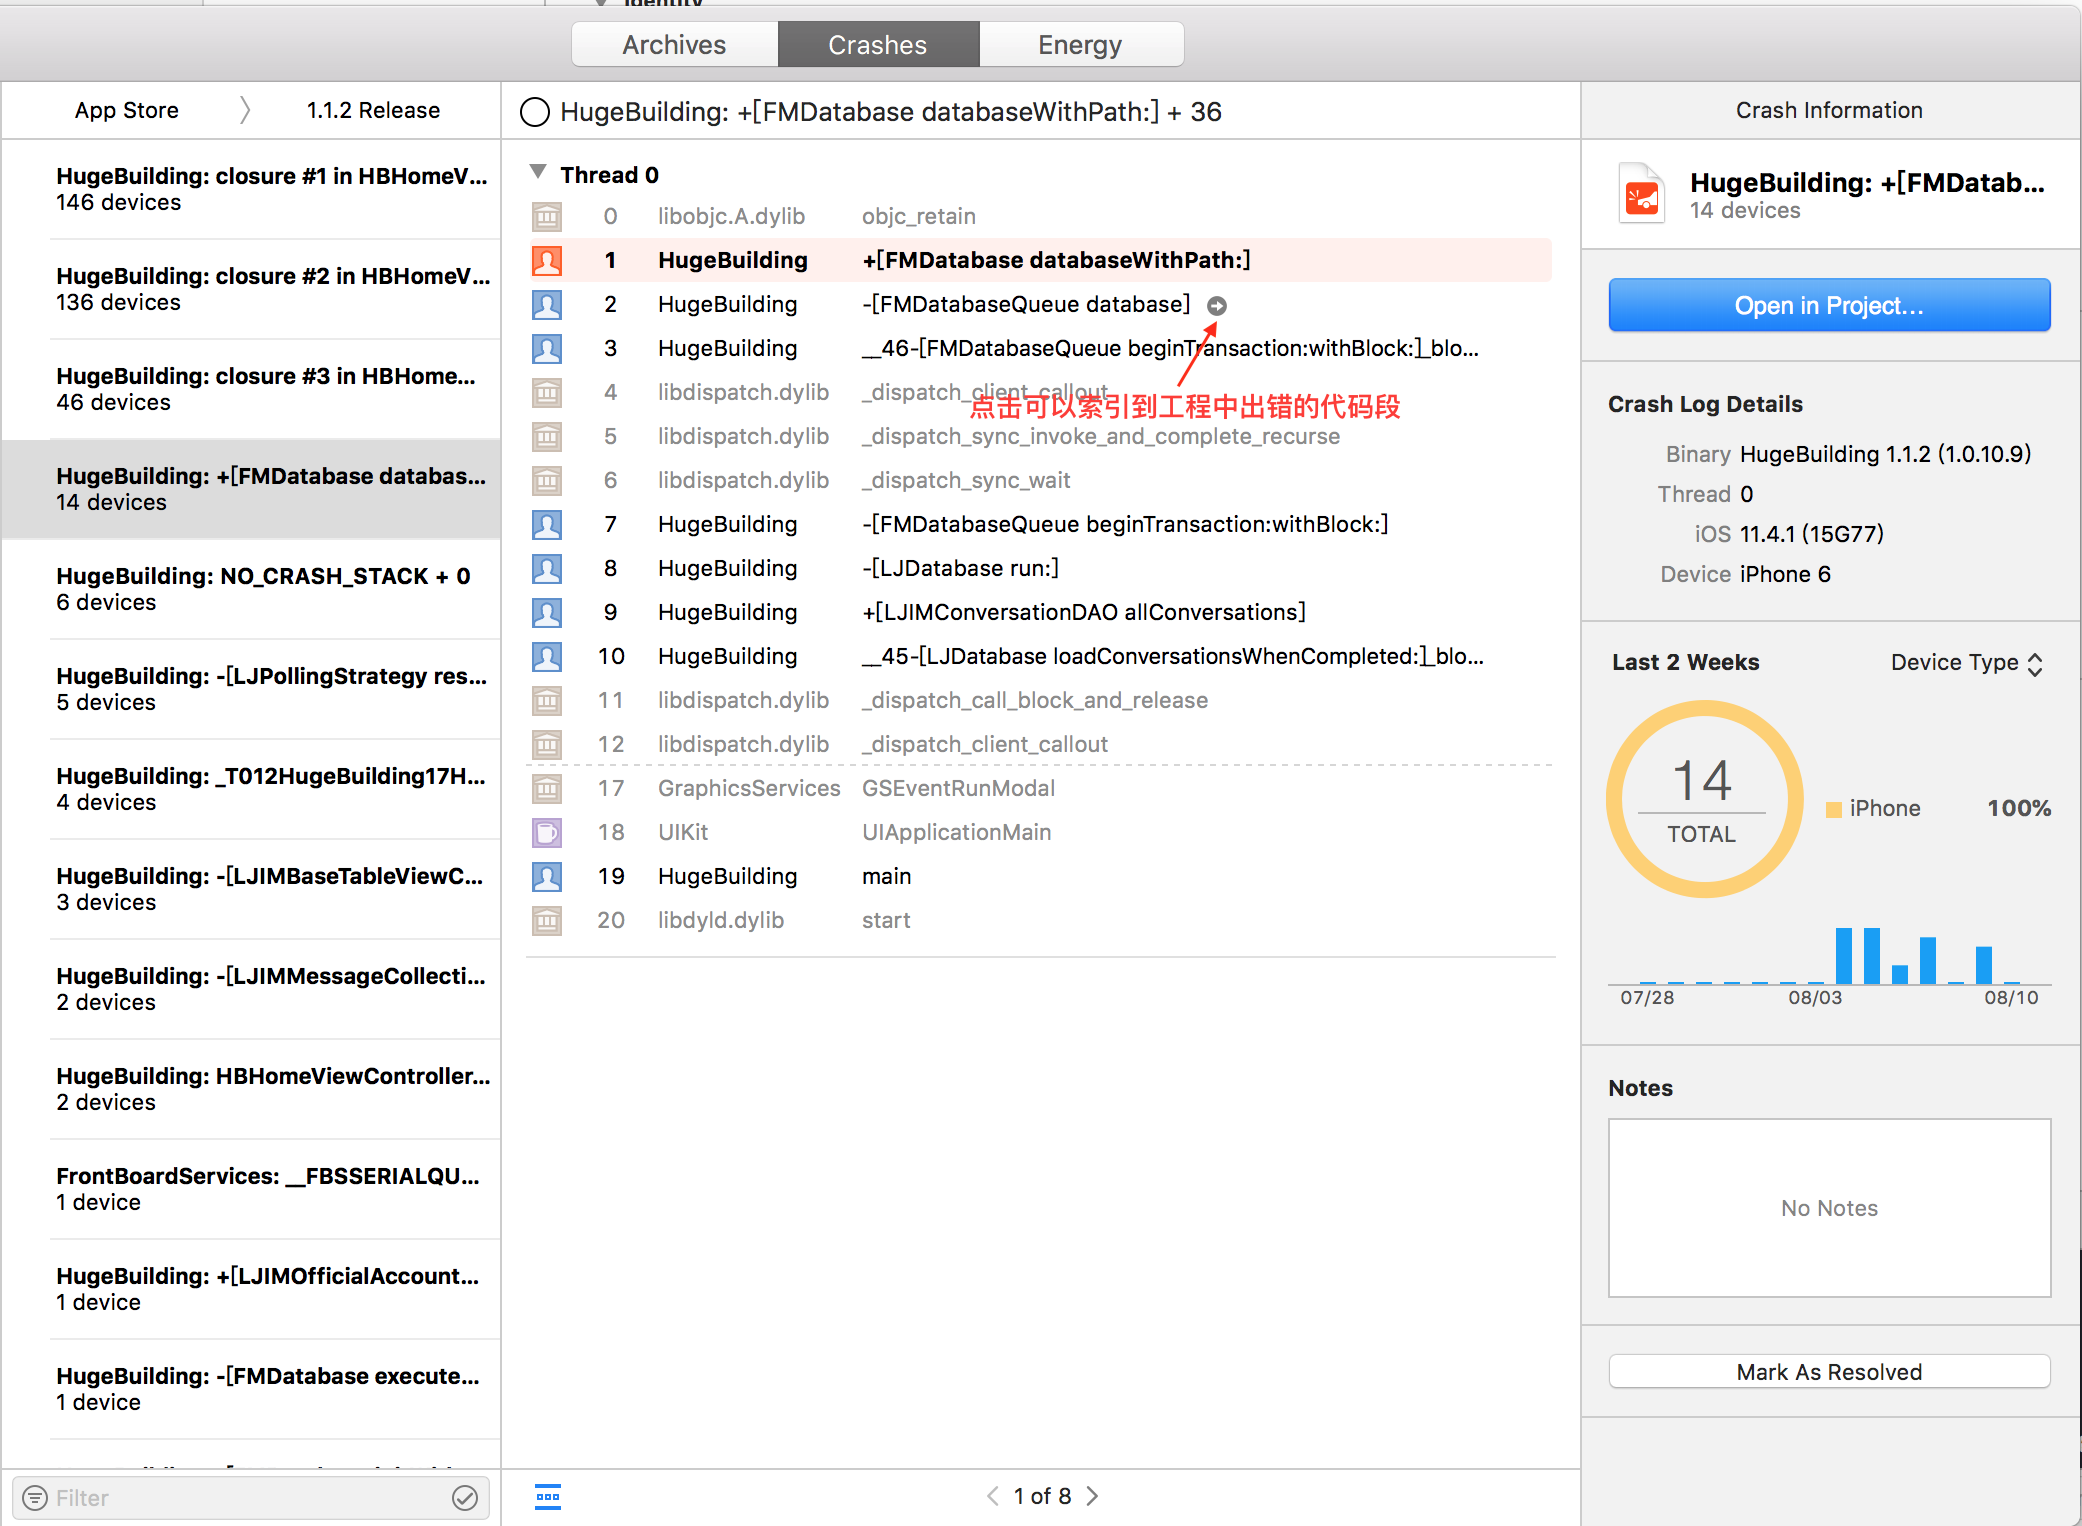 Identity
Archives
Crashes
Energy
App Store
1.1.2 Release
HugeBuilding: closure #1 in HBHomeV...
146 devices
HugeBuilding: closure #2 in HBHomeV...
136 devices
HugeBuilding: closure #3 in HBHome...
46 devices
HugeBuilding: +[FMDatabase databas...
14 devices
HugeBuilding: NO_CRASH_STACK + 0
6 devices
HugeBuilding: -[LJPollingStrategy res...
5 devices
HugeBuilding: _T012HugeBuilding17H...
4 devices
HugeBuilding: -[LJIMBaseTableViewC...
3 devices
HugeBuilding: -[LJIMMessageCollecti...
2 devices
HugeBuilding: HBHomeViewController...
2 devices
FrontBoardServices: __FBSSERIALQU...
1 device
HugeBuilding: +[LJIMOfficialAccount...
1 device
HugeBuilding: -[FMDatabase execute...
1 device
Filter
HugeBuilding: +[FMDatabase databaseWithPath:] + 36
Thread 0
0 libobjc.A.dylib objc_retain
1 HugeBuilding +[FMDatabase databaseWithPath:]
2 HugeBuilding -[FMDatabaseQueue database]
3 HugeBuilding __46-[FMDatabaseQueue beginTransaction:withBlock:]_blo...
4 libdispatch.dylib _dispatch_client_callout
点击可以索引到工程中出错的代码段
5 libdispatch.dylib _dispatch_sync_invoke_and_complete_recurse
6 libdispatch.dylib _dispatch_sync_wait
7 HugeBuilding -[FMDatabaseQueue beginTransaction:withBlock:]
8 HugeBuilding -[LJDatabase run:]
9 HugeBuilding +[LJIMConversationDAO allConversations]
10 HugeBuilding __45-[LJDatabase loadConversationsWhenCompleted:]_blo...
11 libdispatch.dylib _dispatch_call_block_and_release
12 libdispatch.dylib _dispatch_client_callout
17 GraphicsServices GSEventRunModal
18 UIKit UIApplicationMain
19 HugeBuilding main
20 libdyld.dylib start
1 of 8
Crash Information
HugeBuilding: +[FMDatab...
14 devices
Open in Project...
Crash Log Details
Binary HugeBuilding 1.1.2 (1.0.10.9)
Thread 0
iOS 11.4.1 (15G77)
Device iPhone 6
Last 2 Weeks
Device Type
14
TOTAL
iPhone 100%
07/28 08/03 08/10
Notes
No Notes
Mark As Resolved